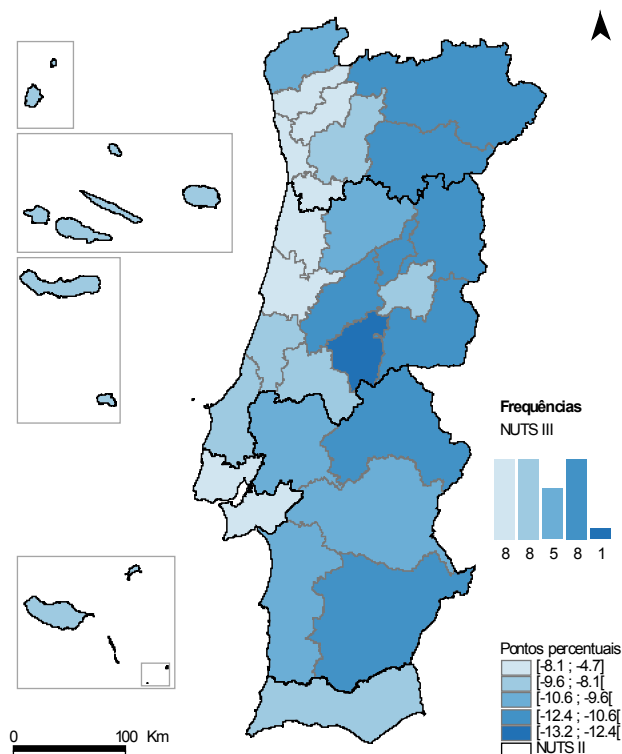 Frequências
NUTS III
8 8 5 8 1
Pontos percentuais
[-8.1 ; -4.7]
[-9.6 ; -8.1[
[-10.6 ; -9.6[
[-12.4 ; -10.6[
[-13.2 ; -12.4[
NUTS II
0 100 Km